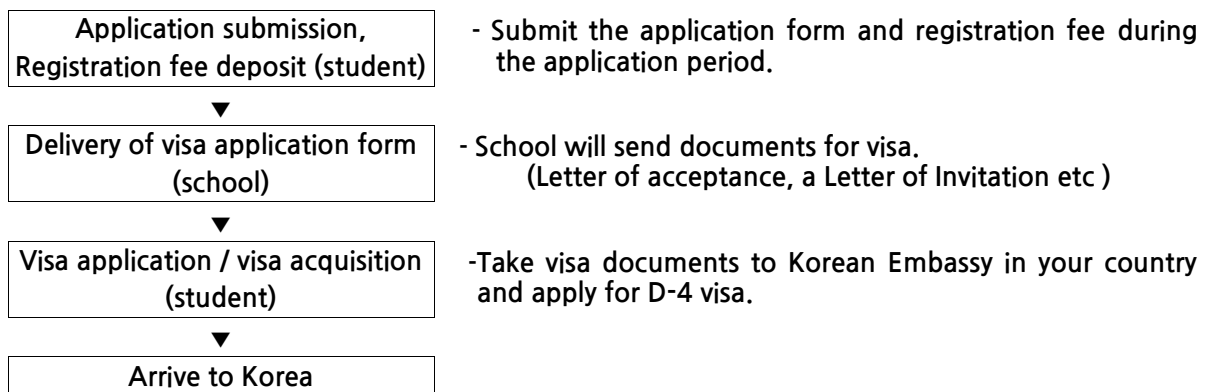 Application submission,
Registration fee deposit (student)
- Submit the application form and registration fee during
the application period.
▼
Delivery of visa application form
(school)
- School will send documents for visa.
(Letter of acceptance, a Letter of Invitation etc )
▼
Visa application / visa acquisition
(student)
-Take visa documents to Korean Embassy in your country
and apply for D-4 visa.
▼
Arrive to Korea